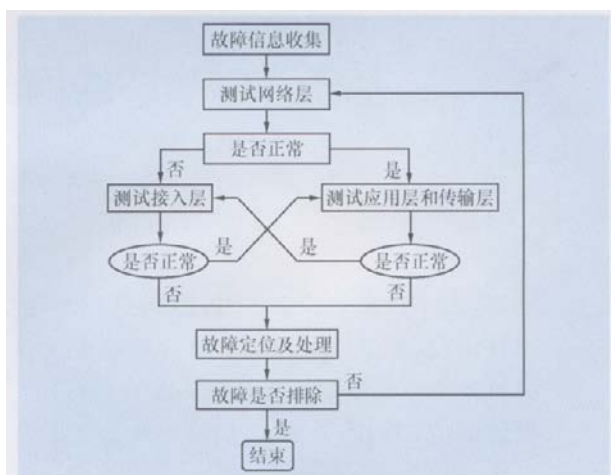 故障信息收集
测试网络层
是否正常
否
是
测试接入层
测试应用层和传输层
是否正常
是
是
是否正常
否
否
故障定位及处理
故障是否排除
否
是
结束